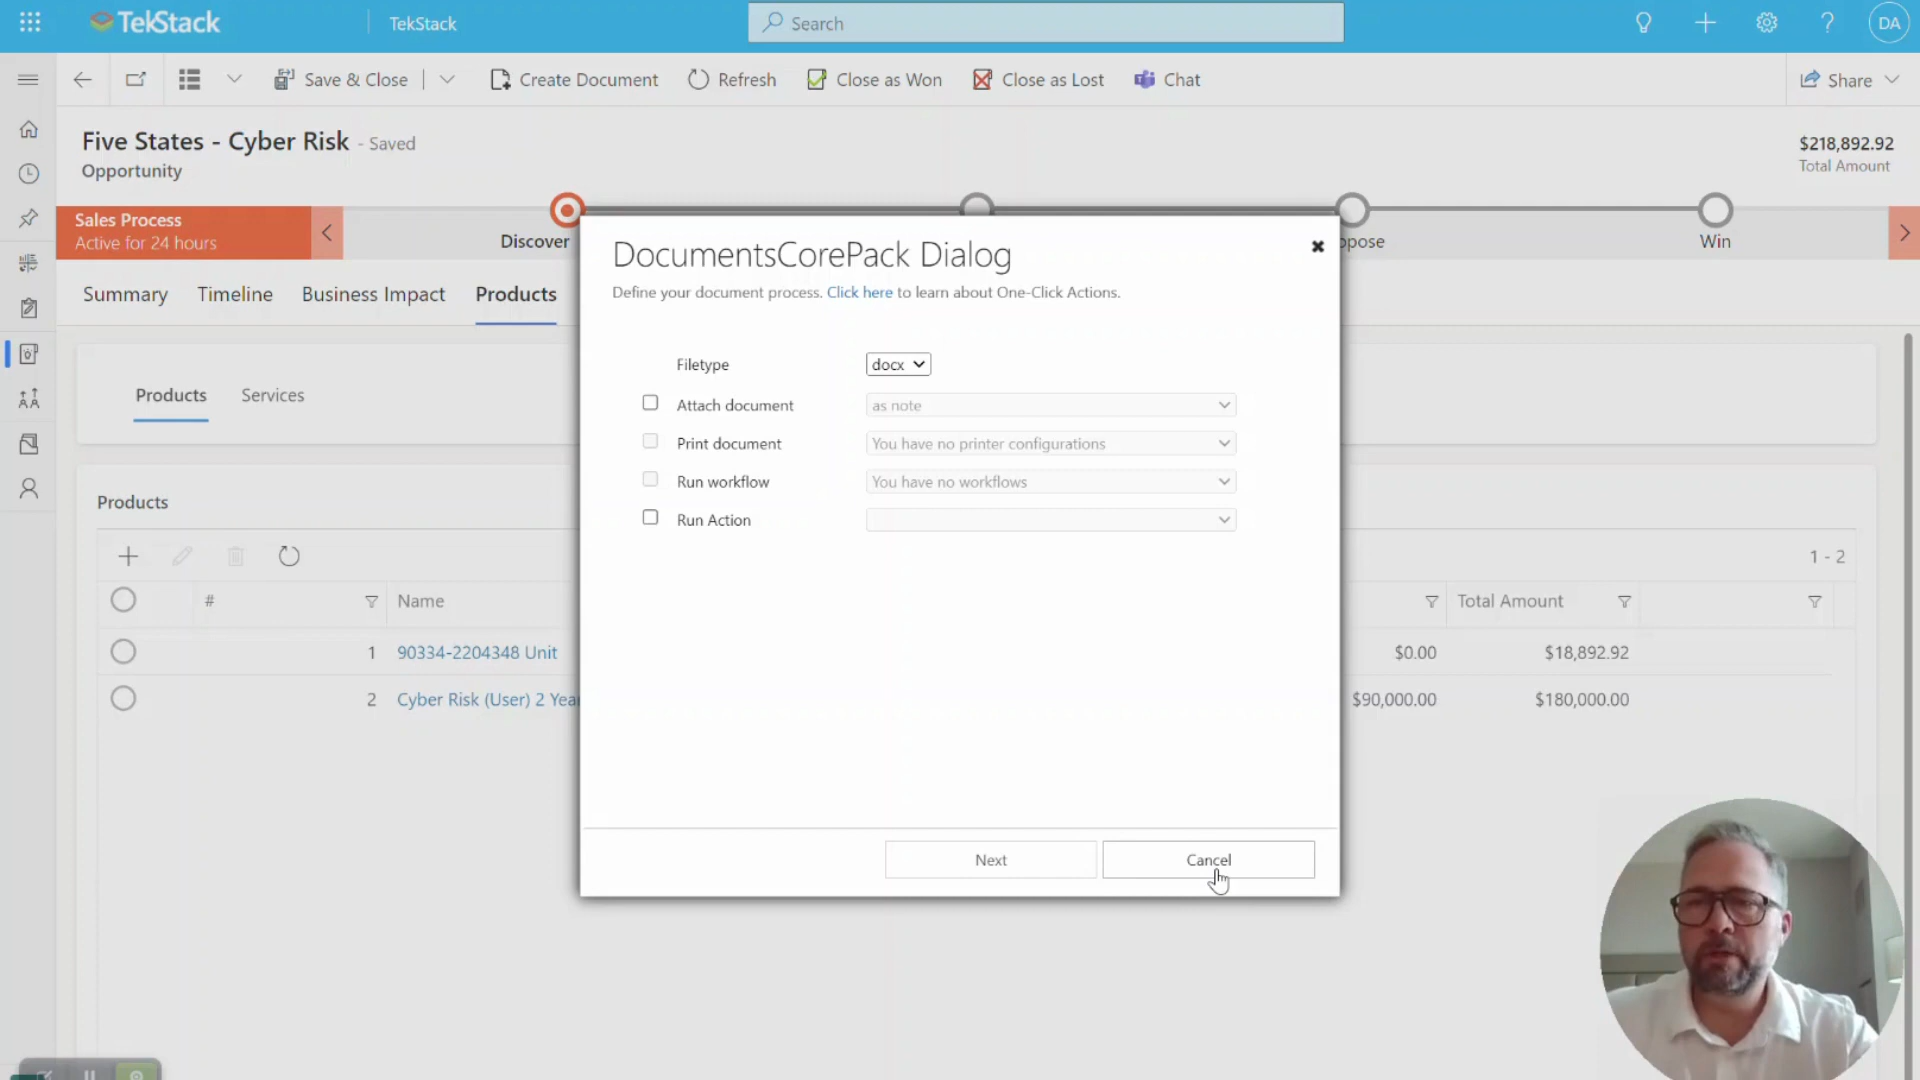 TekStack
TekStack
Search
DA
Save & Close
Create Document
Refresh
Close as Won
Close as Lost
Chat
Share
Five States - Cyber Risk - Saved
Opportunity
$218,892.92
Total Amount
Sales Process
Active for 24 hours
Discover
pose
Win
Summary
Timeline
Business Impact
Products
Products
Services
Products
1 - 2
#
Name
Total Amount
1
90334-2204348 Unit
$0.00
$18,892.92
2
Cyber Risk (User) 2 Year
$90,000.00
$180,000.00
DocumentsCorePack Dialog
Define your document process. Click here to learn about One-Click Actions.
Filetype
docx
Attach document
as note
Print document
You have no printer configurations
Run workflow
You have no workflows
Run Action
Next
Cancel